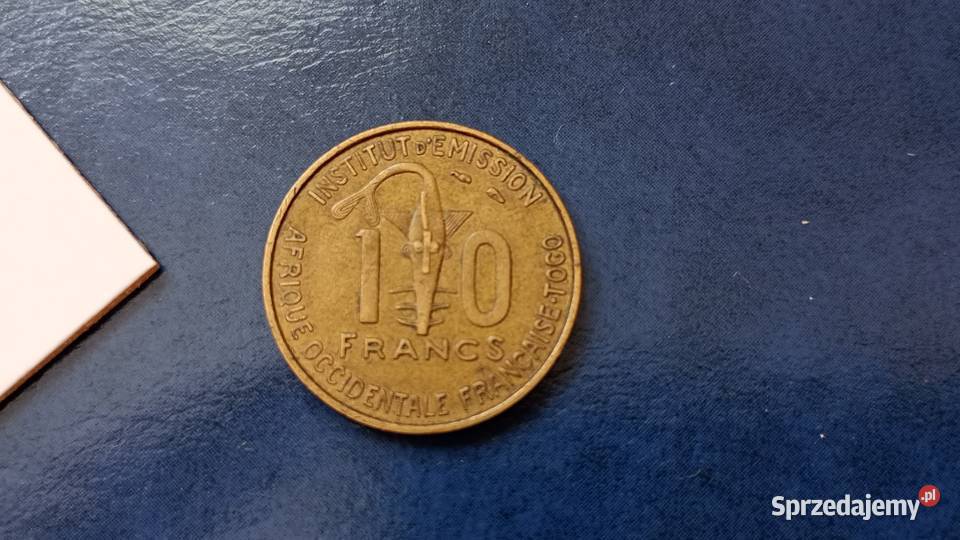 INSTITUT D'EMISSION
AFRIQUE OCCIDENTALE FRANÇAISE·TOGO
10
FRANCS
Sprzedajemy.pl